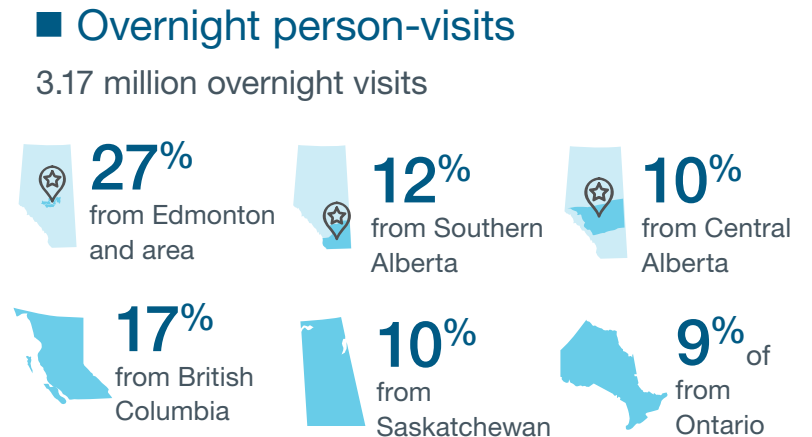 Overnight person-visits
3.17 million overnight visits
27%
from Edmonton
and area
12%
from Southern
Alberta
10%
from Central
Alberta
17%
from British
Columbia
10%
from
Saskatchewan
9% of
from
Ontario